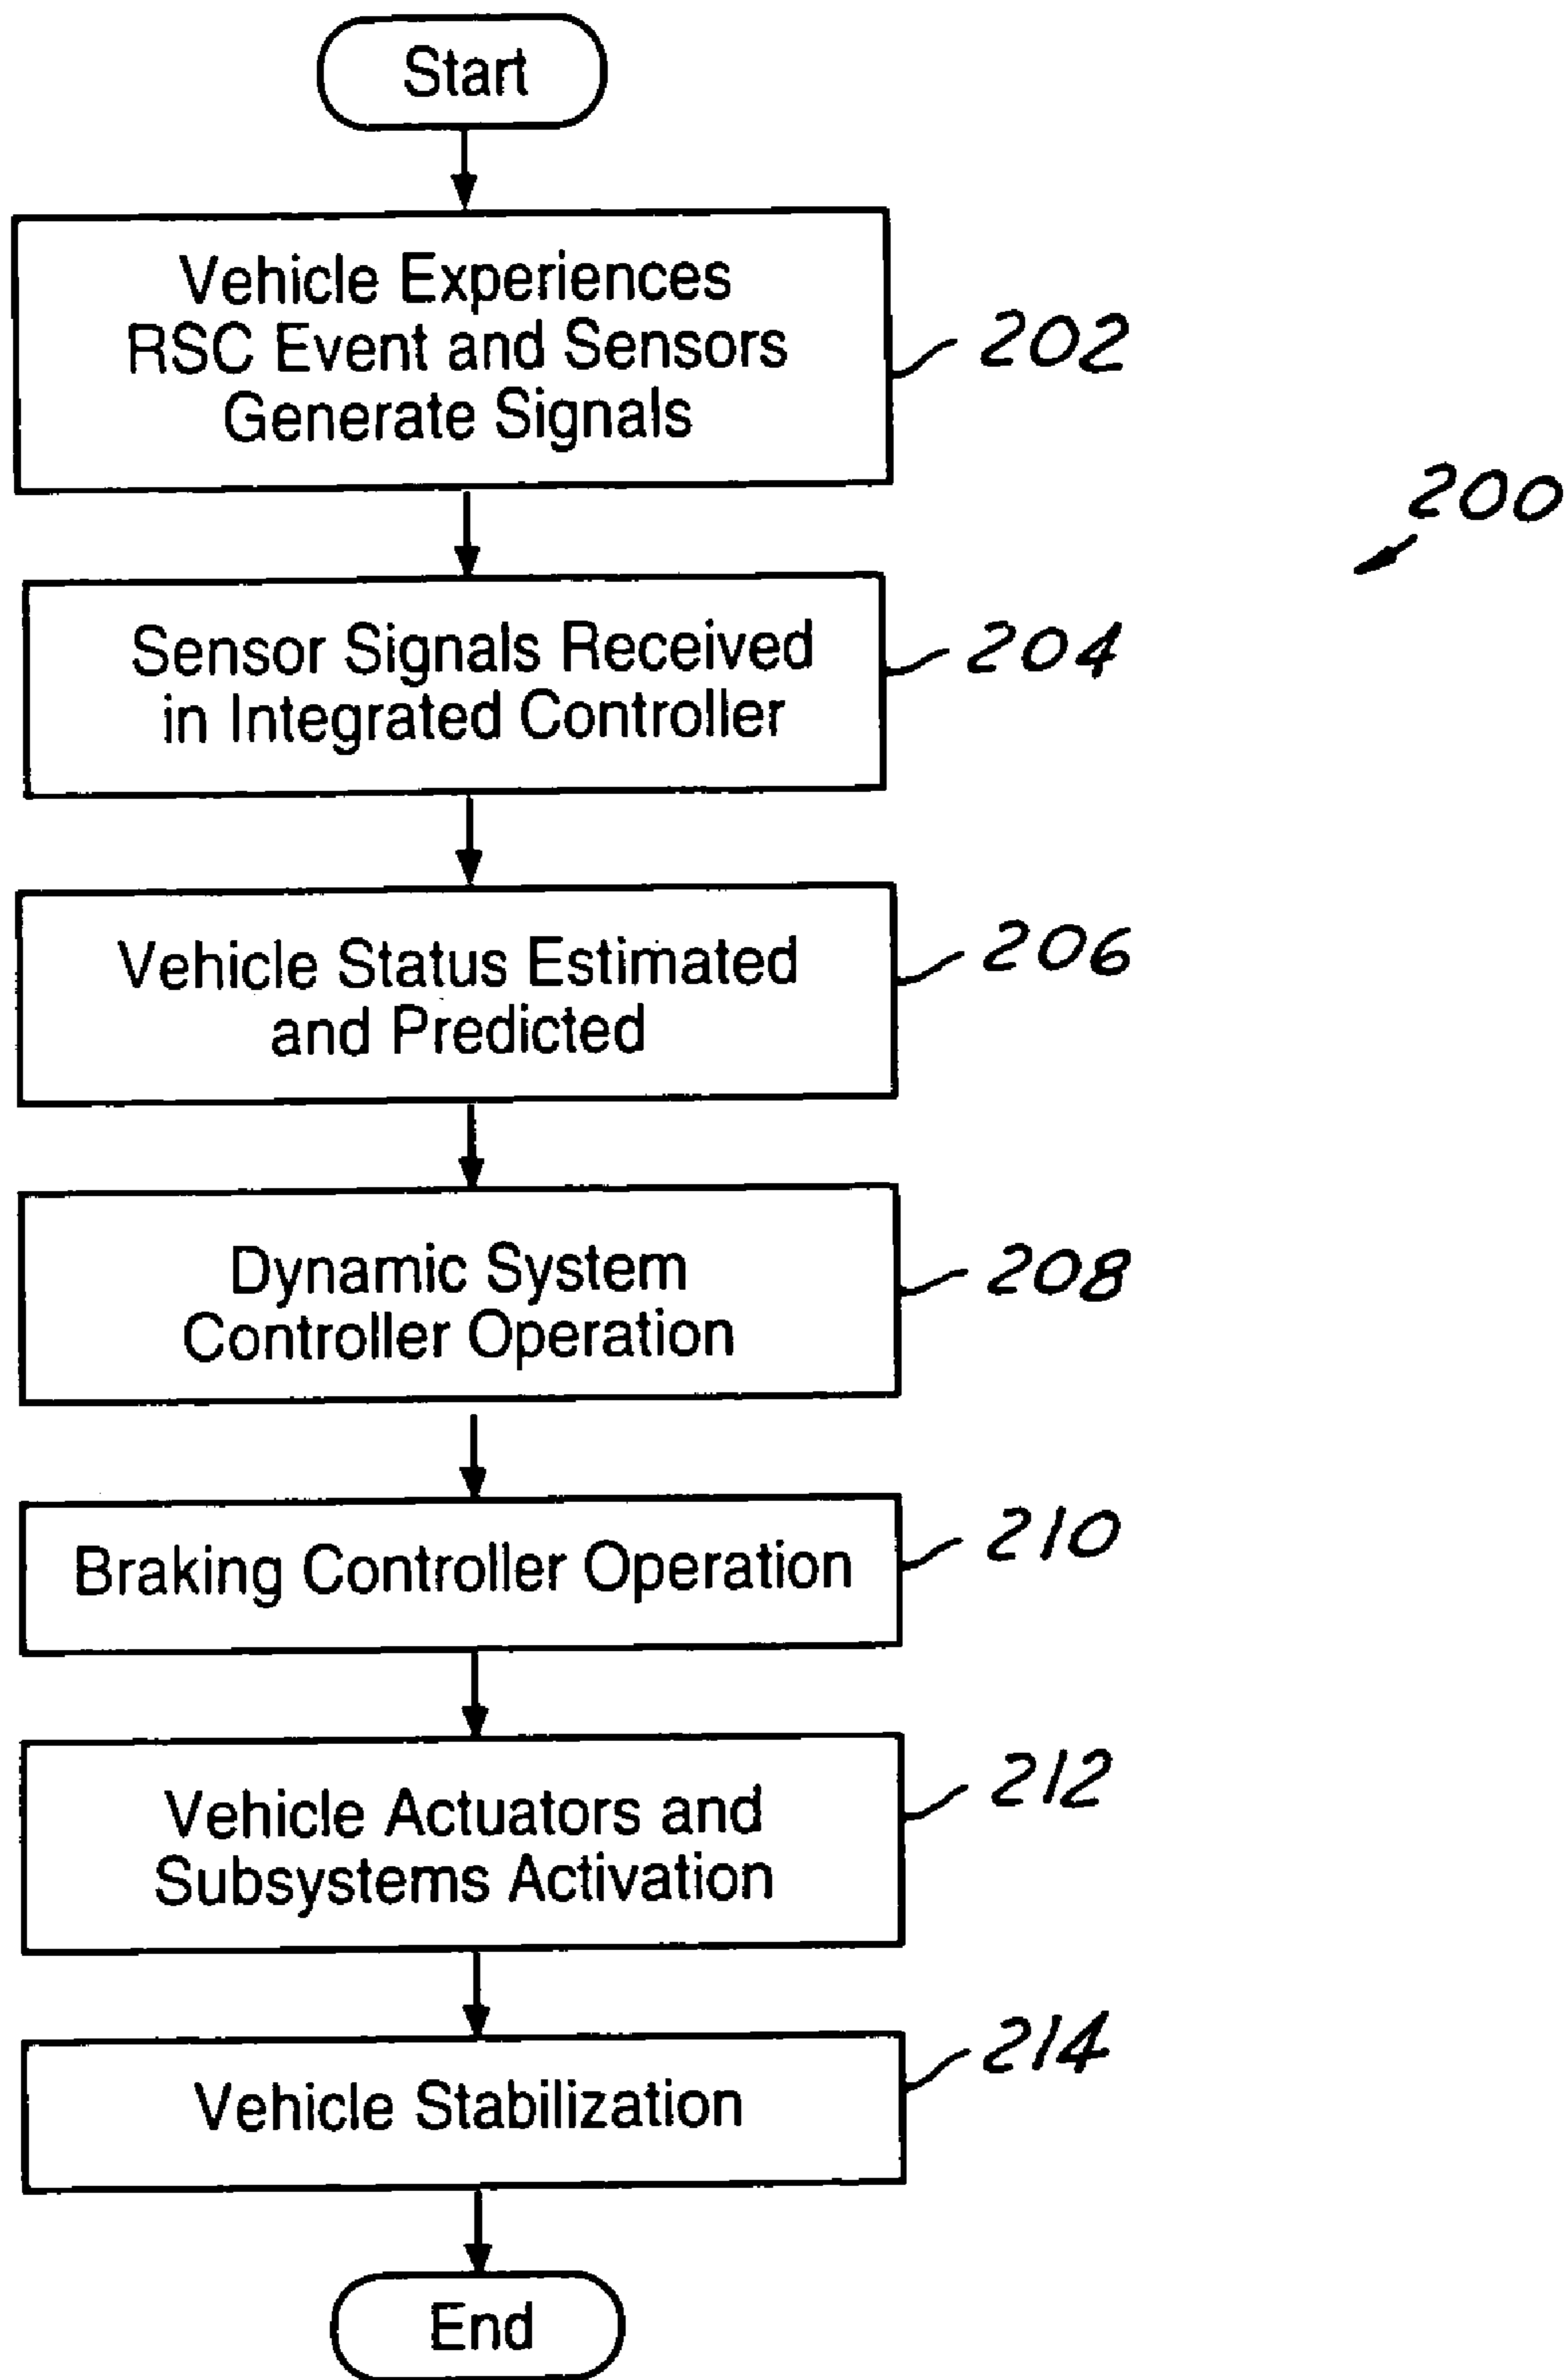 Start
Vehicle Experiences
RSC Event and Sensors
Generate Signals
202
200
Sensor Signals Received
in Integrated Controller
204
Vehicle Status Estimated
and Predicted
206
Dynamic System
Controller Operation
208
Braking Controller Operation
210
Vehicle Actuators and
Subsystems Activation
212
Vehicle Stabilization
214
End